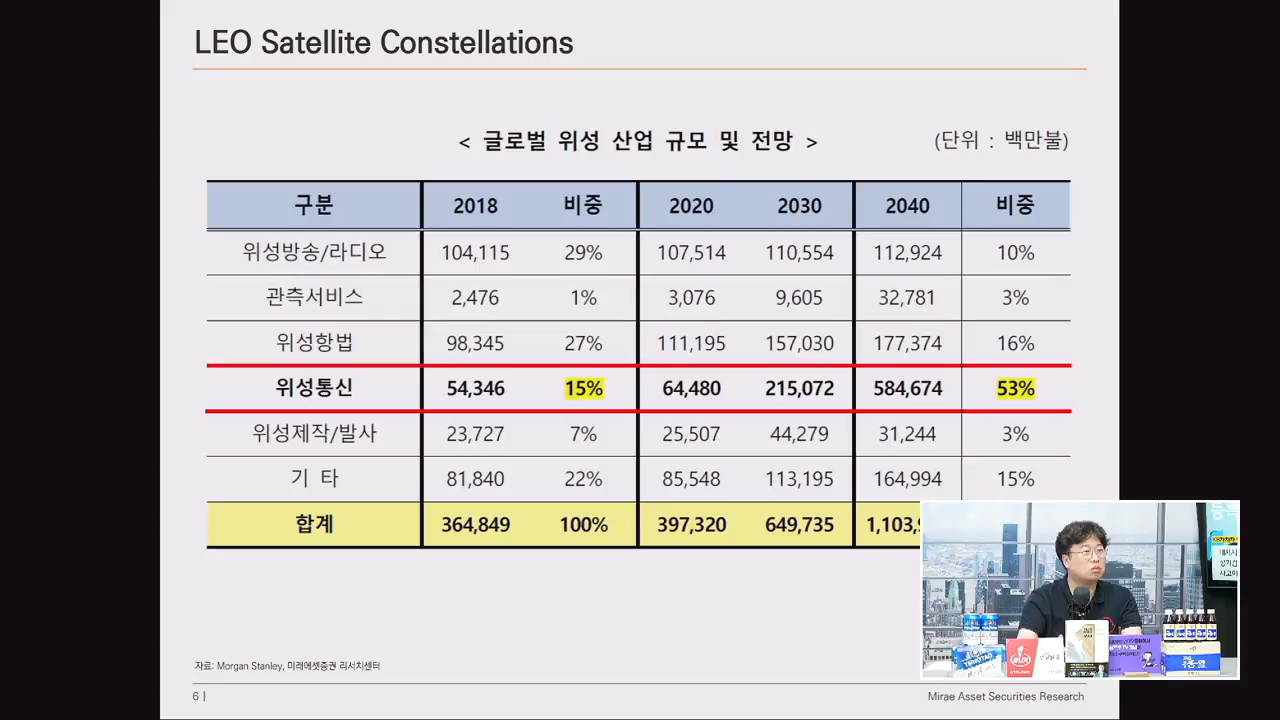 LEO Satellite Constellations
< 글로벌 위성 산업 규모 및 전망 > (단위 : 백만불)
구분 2018 비중 2020 2030 2040 비중
위성방송/라디오 104,115 29% 107,514 110,554 112,924 10%
관측서비스 2,476 1% 3,076 9,605 32,781 3%
위성항법 98,345 27% 111,195 157,030 177,374 16%
위성통신 54,346 15% 64,480 215,072 584,674 53%
위성제작/발사 23,727 7% 25,507 44,279 31,244 3%
기 타 81,840 22% 85,548 113,195 164,994 15%
합계 364,849 100% 397,320 649,735 1,103,
자료: Morgan Stanley, 미래에셋증권 리서치센터
6 | Mirae Asset Securities Research